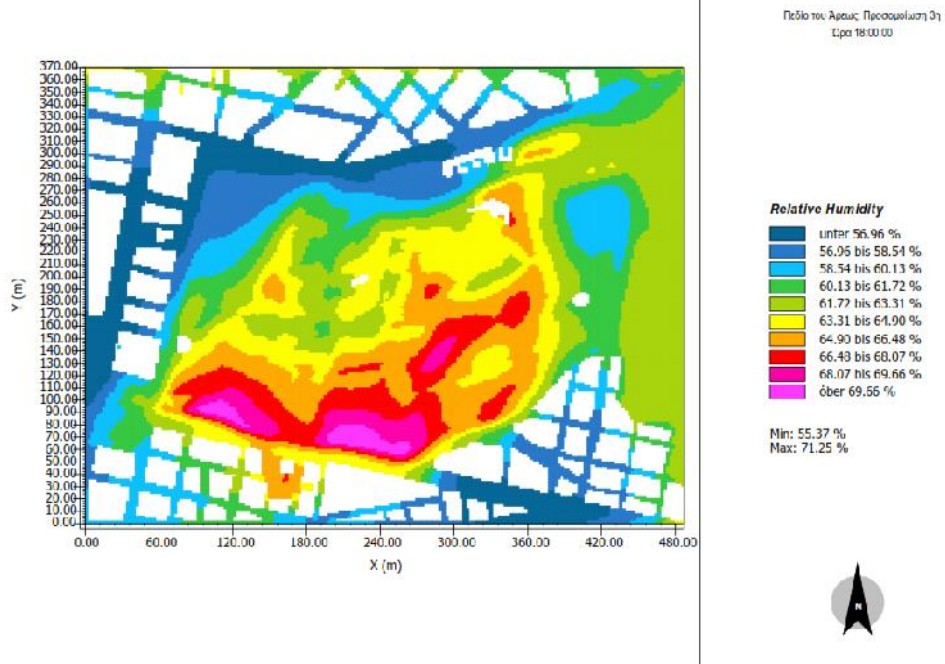 Πεδίο του Άρεως: Προσομοίωση 3η
Ώρα 18:00:00
370.00
360.00
350.00
340.00
330.00
320.00
310.00
300.00
290.00
280.00
270.00
260.00
250.00
240.00
230.00
220.00
210.00
200.00
190.00
180.00
170.00
160.00
150.00
140.00
130.00
120.00
110.00
100.00
90.00
80.00
70.00
60.00
50.00
40.00
30.00
20.00
10.00
0.00
Y (m)
0.00 60.00 120.00 180.00 240.00 300.00 360.00 420.00 480.00
X (m)
Relative Humidity
unter 56.96 %
56.96 bis 58.54 %
58.54 bis 60.13 %
60.13 bis 61.72 %
61.72 bis 63.31 %
63.31 bis 64.90 %
64.90 bis 66.48 %
66.48 bis 68.07 %
68.07 bis 69.66 %
óber 69.66 %
Min: 55.37 %
Max: 71.25 %
N